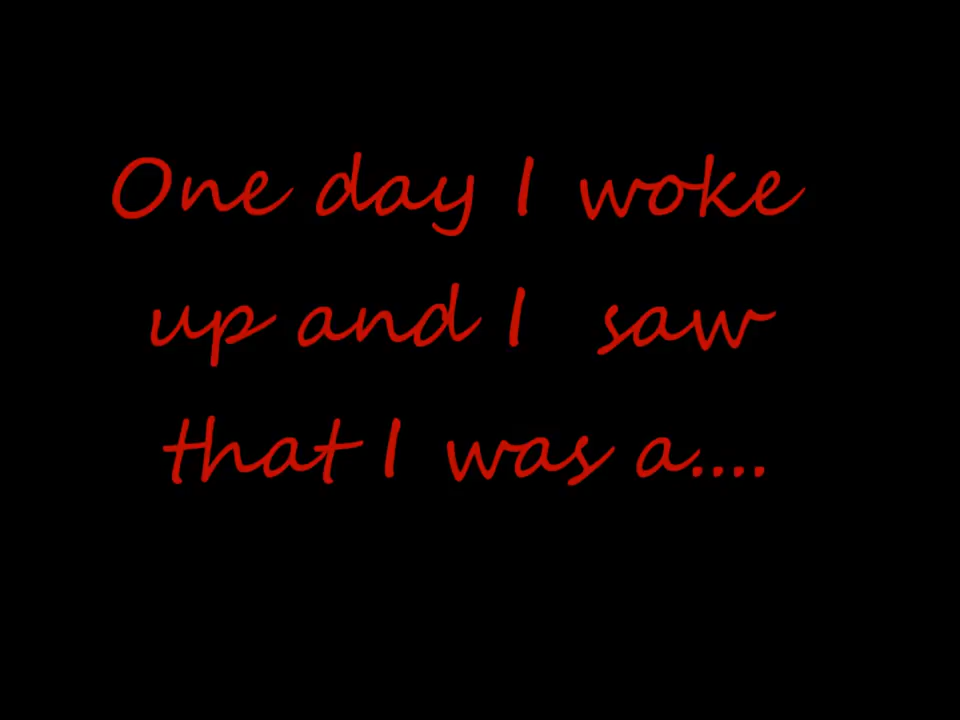 One day I woke
up and I saw
that I was a....